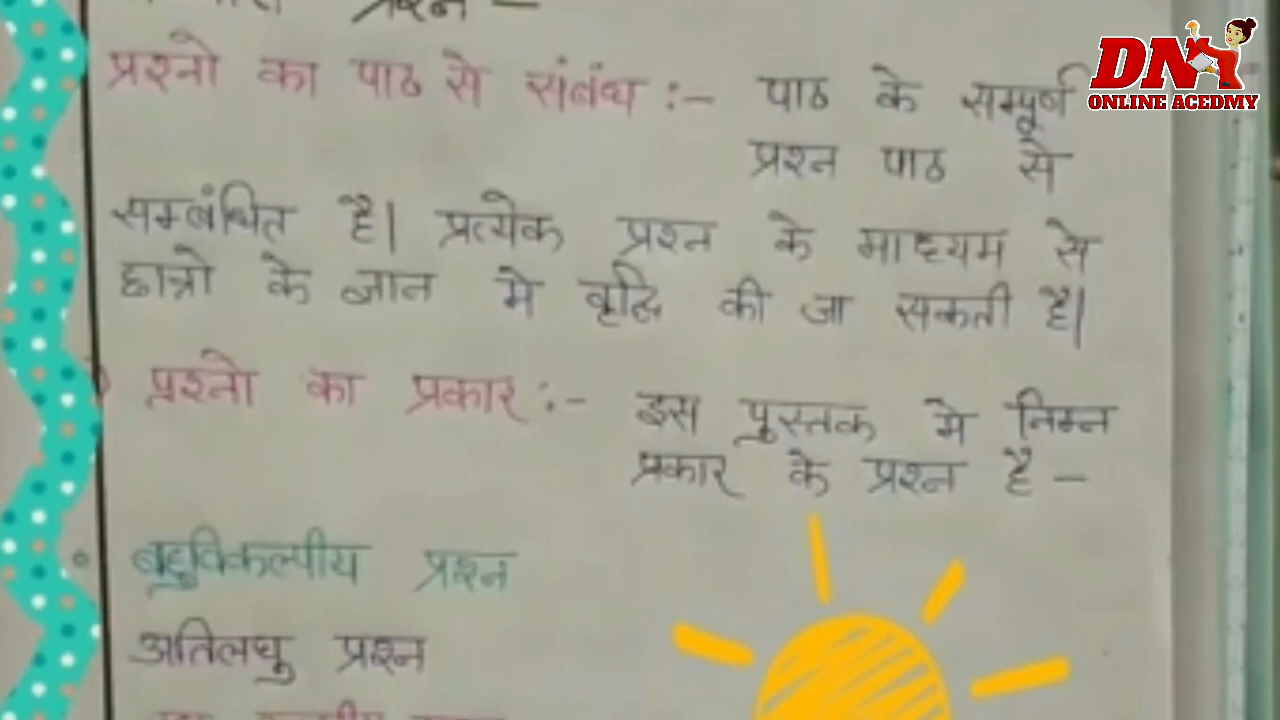 प्रश्न –
DN
ONLINE ACEDMY
प्रश्नो का पाठ से संबंध :- पाठ के सम्पूर्ण
प्रश्न पाठ से
सम्बंधित है। प्रत्येक प्रश्न के माध्यम से
छात्रो के ज्ञान मे वृद्धि की जा सकती है।
प्रश्नो का प्रकार :- इस पुस्तक मे निम्न
प्रकार के प्रश्न है –
बहुविकल्पीय प्रश्न
अतिलघु प्रश्न